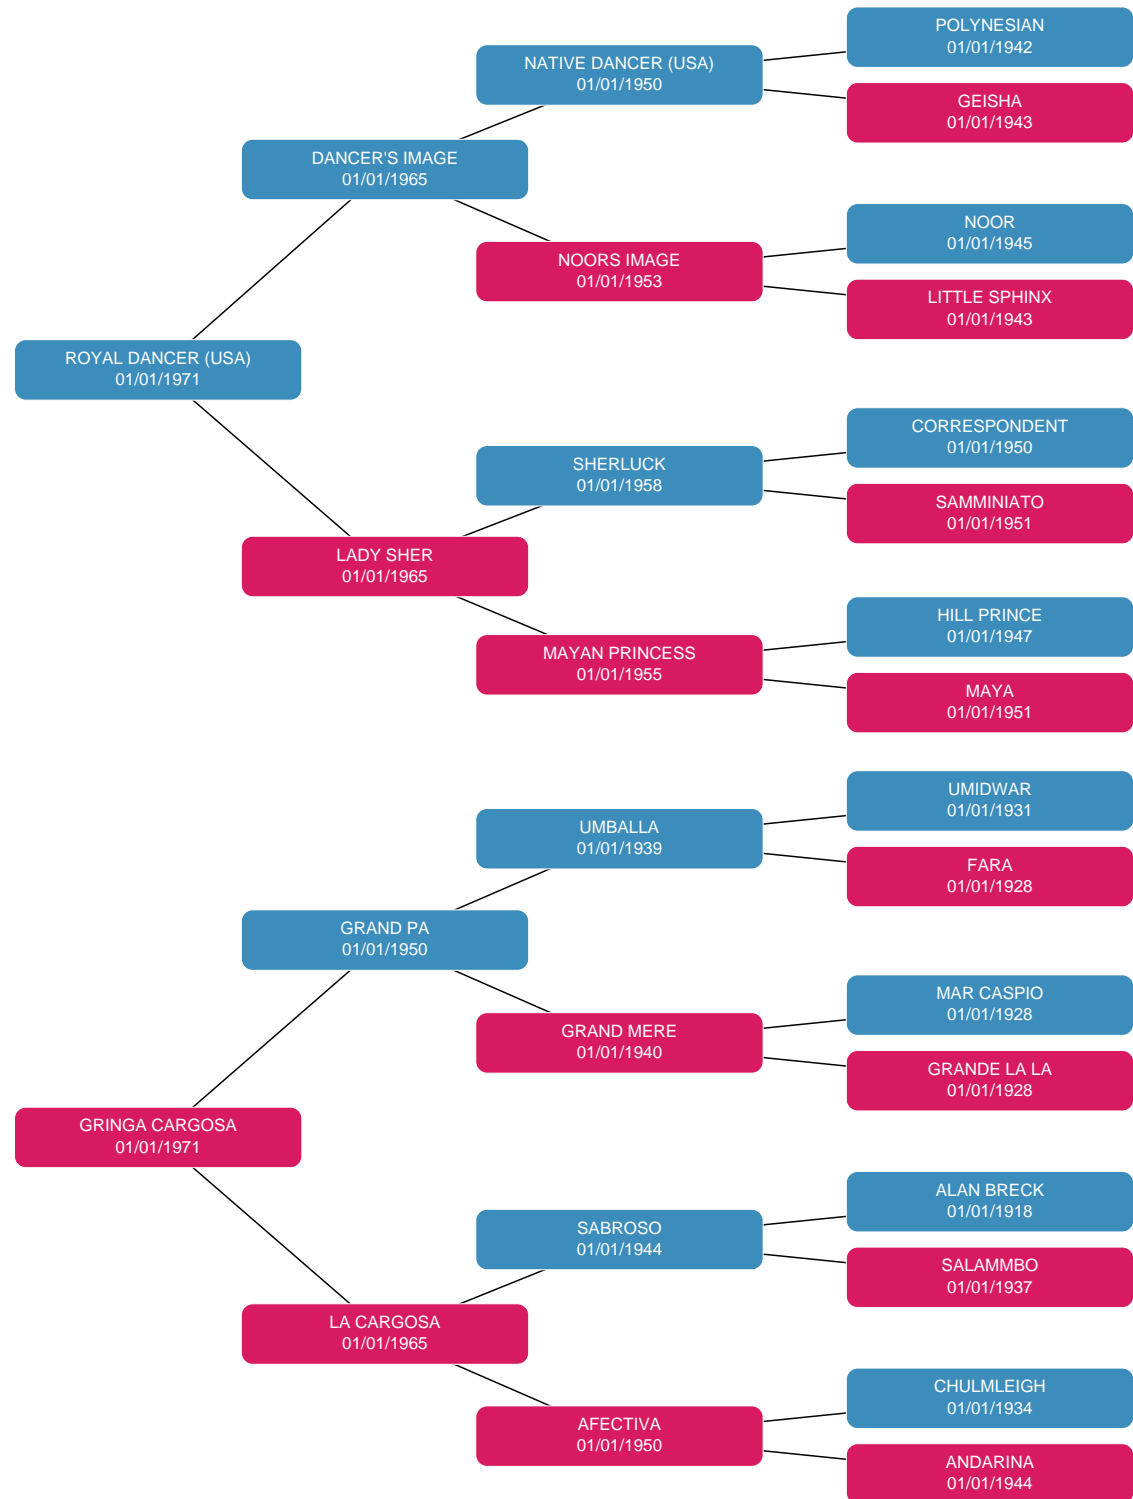 POLYNESIAN
01/01/1942
NATIVE DANCER (USA)
01/01/1950
GEISHA
01/01/1943
DANCER'S IMAGE
01/01/1965
NOOR
01/01/1945
NOORS IMAGE
01/01/1953
LITTLE SPHINX
01/01/1943
ROYAL DANCER (USA)
01/01/1971
CORRESPONDENT
01/01/1950
SHERLUCK
01/01/1958
SAMMINIATO
01/01/1951
LADY SHER
01/01/1965
HILL PRINCE
01/01/1947
MAYAN PRINCESS
01/01/1955
MAYA
01/01/1951
UMIDWAR
01/01/1931
UMBALLA
01/01/1939
FARA
01/01/1928
GRAND PA
01/01/1950
MAR CASPIO
01/01/1928
GRAND MERE
01/01/1940
GRANDE LA LA
01/01/1928
GRINGA CARGOSA
01/01/1971
ALAN BRECK
01/01/1918
SABROSO
01/01/1944
SALAMMBO
01/01/1937
LA CARGOSA
01/01/1965
CHULMLEIGH
01/01/1934
AFECTIVA
01/01/1950
ANDARINA
01/01/1944